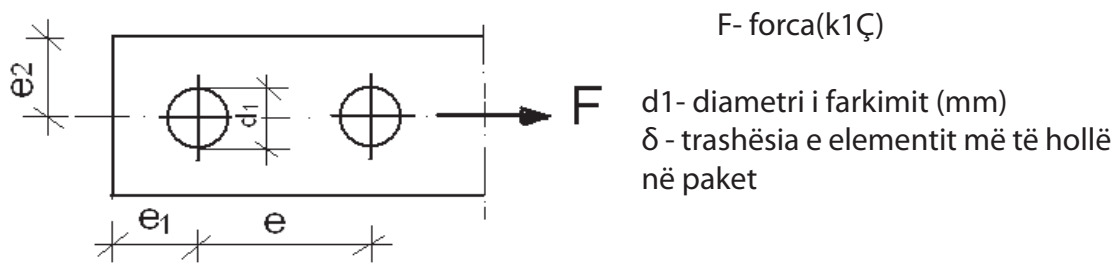 F- forca(k1Ç)
e2
d1
F
d1- diametri i farkimit (mm)
δ - trashësia e elementit më të hollë
në paket
e1
e